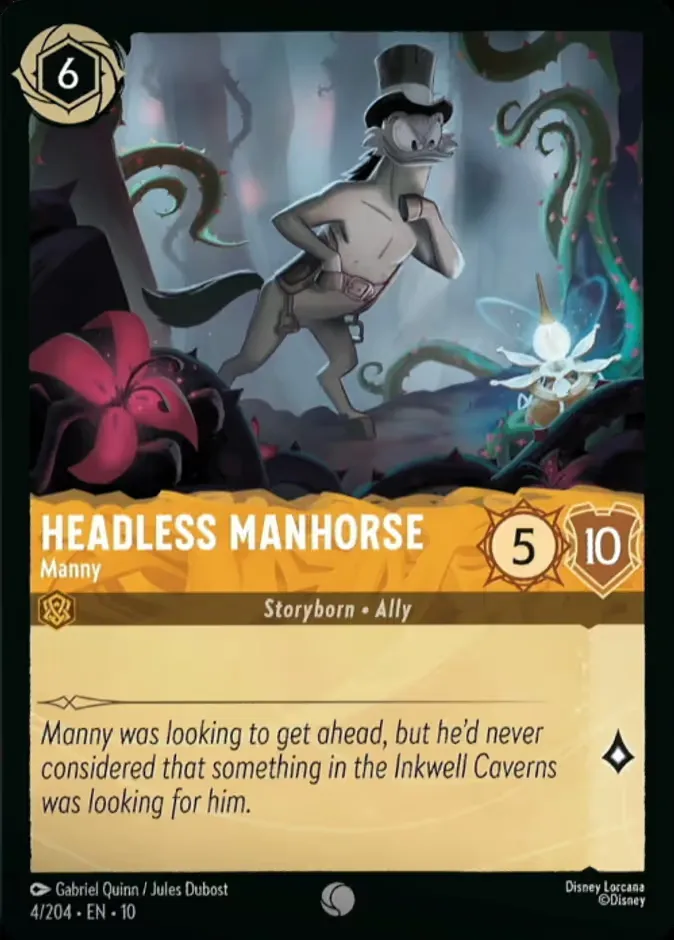 6
HEADLESS MANHORSE
Manny
5
10
Storyborn • Ally
Manny was looking to get ahead, but he'd never
considered that something in the Inkwell Caverns
was looking for him.
Gabriel Quinn / Jules Dubost
4/204 • EN • 10
Disney Lorcana
©Disney